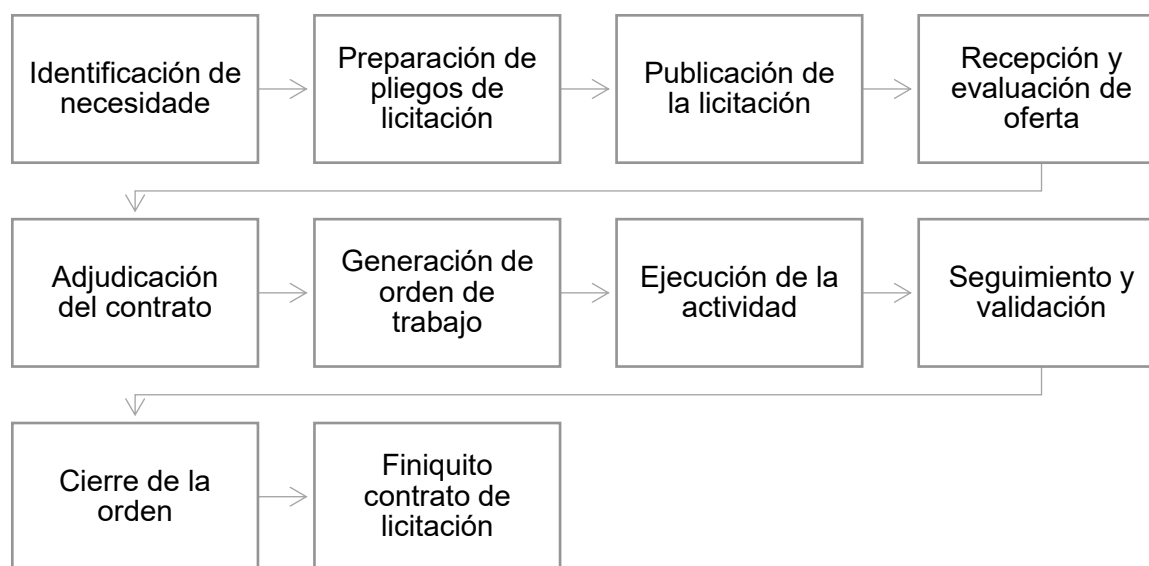 Identificación de
necesidade
Preparación de
pliegos de
licitación
Publicación de
la licitación
Recepción y
evaluación de
oferta
Adjudicación
del contrato
Generación de
orden de
trabajo
Ejecución de la
actividad
Seguimiento y
validación
Cierre de la
orden
Finiquito
contrato de
licitación